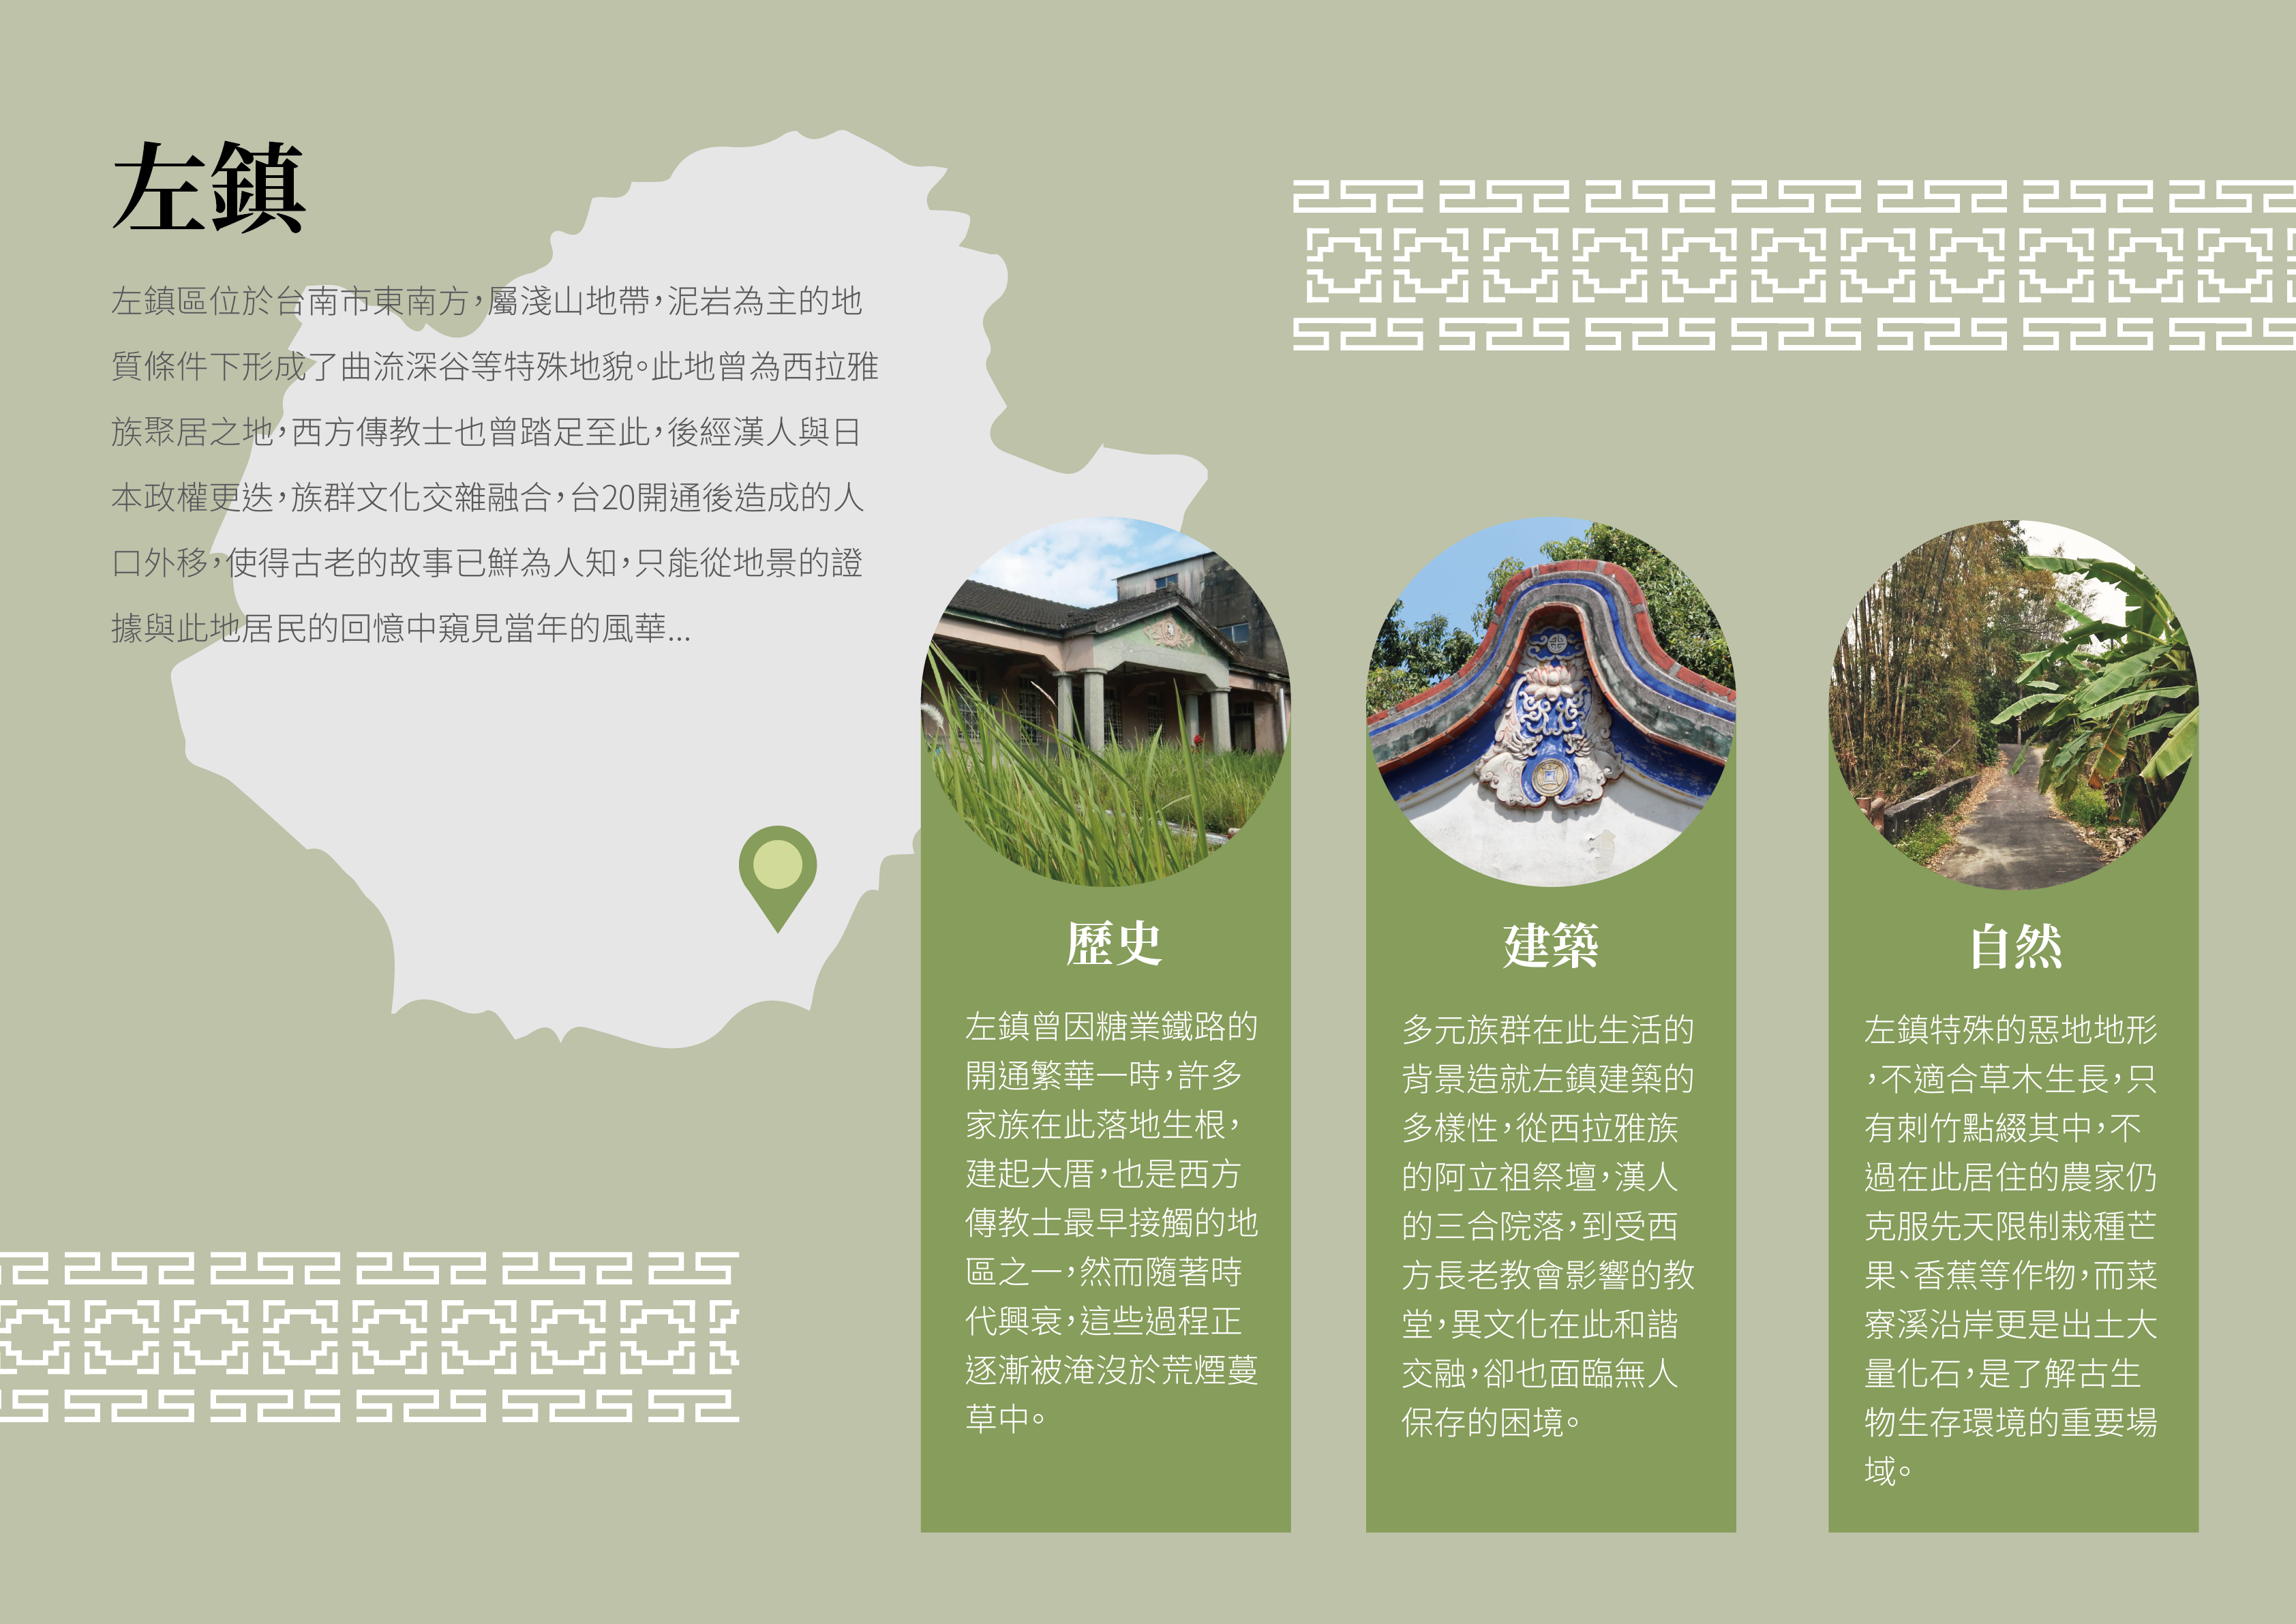 左鎮
左鎮區位於台南市東南方，屬淺山地帶，泥岩為主的地
質條件下形成了曲流深谷等特殊地貌。此地曾為西拉雅
族聚居之地，西方傳教士也曾踏足至此，後經漢人與日
本政權更迭，族群文化交雜融合，台20開通後造成的人
口外移，使得古老的故事已鮮為人知，只能從地景的證
據與此地居民的回憶中窺見當年的風華...
歷史
左鎮曾因糖業鐵路的
開通繁華一時，許多
家族在此落地生根，
建起大厝，也是西方
傳教士最早接觸的地
區之一，然而隨著時
代興衰，這些過程正
逐漸被淹沒於荒煙蔓
草中。
建築
多元族群在此生活的
背景造就左鎮建築的
多樣性，從西拉雅族
的阿立祖祭壇，漢人
的三合院落，到受西
方長老教會影響的教
堂，異文化在此和諧
交融，卻也面臨無人
保存的困境。
自然
左鎮特殊的惡地地形
，不適合草木生長，只
有刺竹點綴其中，不
過在此居住的農家仍
克服先天限制栽種芒
果、香蕉等作物，而菜
寮溪沿岸更是出土大
量化石，是了解古生
物生存環境的重要場
域。